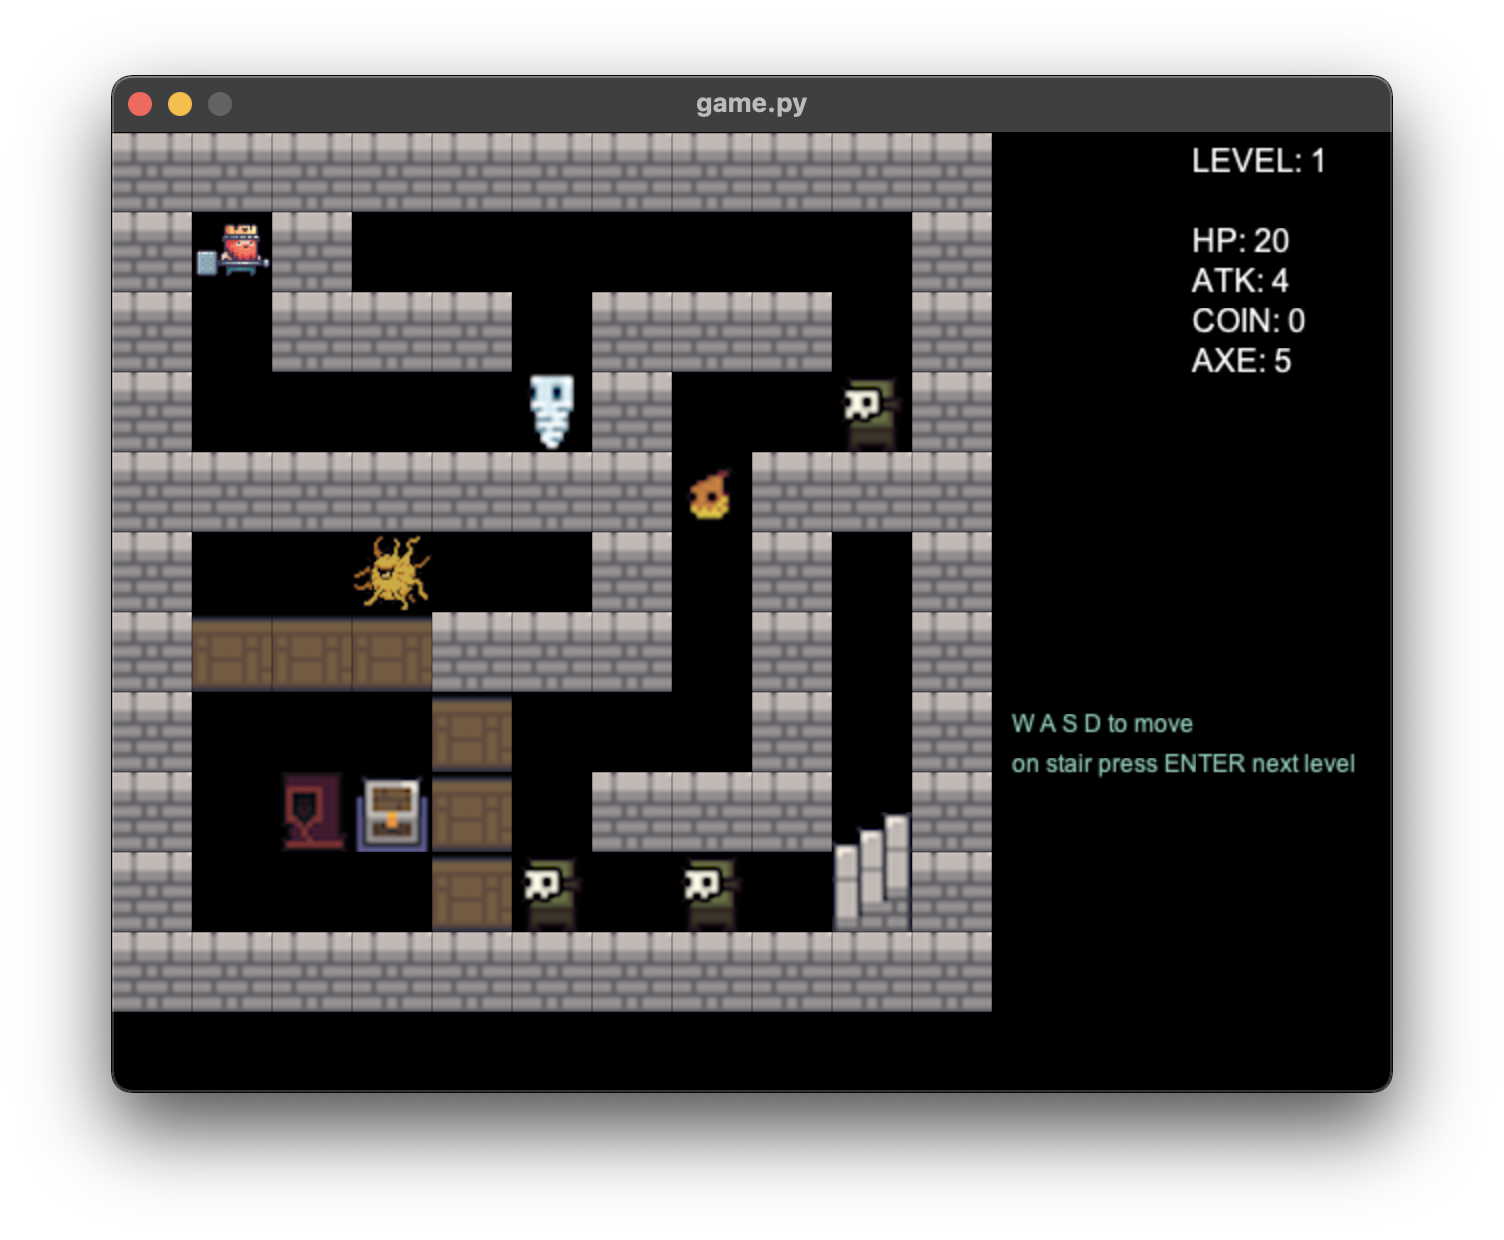 game.py
LEVEL: 1
HP: 20
ATK: 4
COIN: 0
AXE: 5
W A S D to move
on stair press ENTER next level